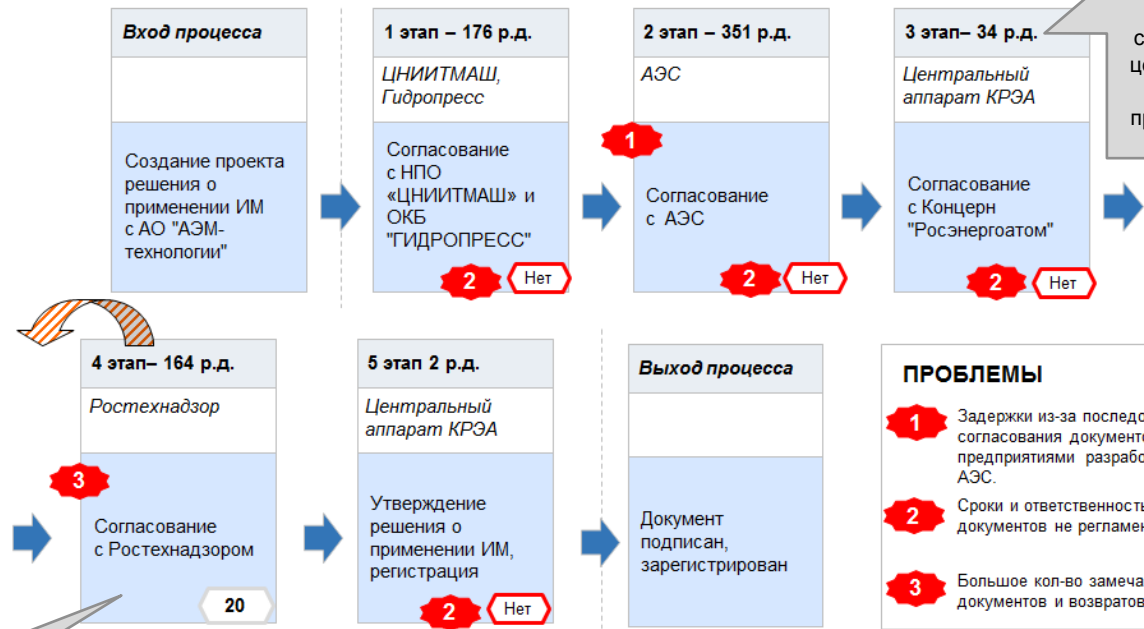 Вход процесса
Создание проекта
решения о
применении ИМ
с АО "АЭМ-
технологии"
1 этап – 176 р.д.
ЦНИИТМАШ,
Гидропресс
Согласование
с НПО
«ЦНИИТМАШ» и
ОКБ
"ГИДРОПРЕСС"
2
Нет
2 этап – 351 р.д.
АЭС
1
Согласование
с АЭС
2
Нет
3 этап– 34 р.д.
Центральный
аппарат КРЭА
Согласование
с Концерн
"Росэнергоатом"
2
Нет
4 этап– 164 р.д.
Ростехнадзор
3
Согласование
с Ростехнадзором
20
5 этап 2 р.д.
Центральный
аппарат КРЭА
Утверждение
решения о
применении ИМ,
регистрация
2
Нет
Выход процесса
Документ
подписан,
зарегистрирован
ПРОБЛЕМЫ
1
Задержки из-за
согласования
предприятиями
АЭС.
2
Сроки и ответственность
документов не
3
Большое кол-во
документов и возвратов